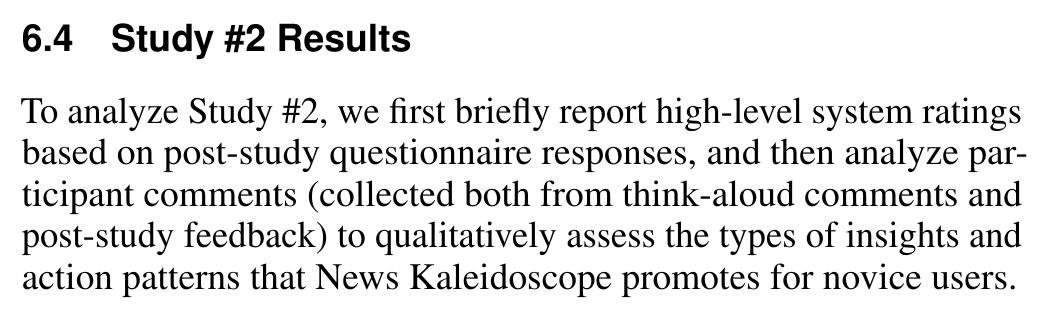 6.4 Study #2 Results
To analyze Study #2, we first briefly report high-level system ratings
based on post-study questionnaire responses, and then analyze par-
ticipant comments (collected both from think-aloud comments and
post-study feedback) to qualitatively assess the types of insights and
action patterns that News Kaleidoscope promotes for novice users.